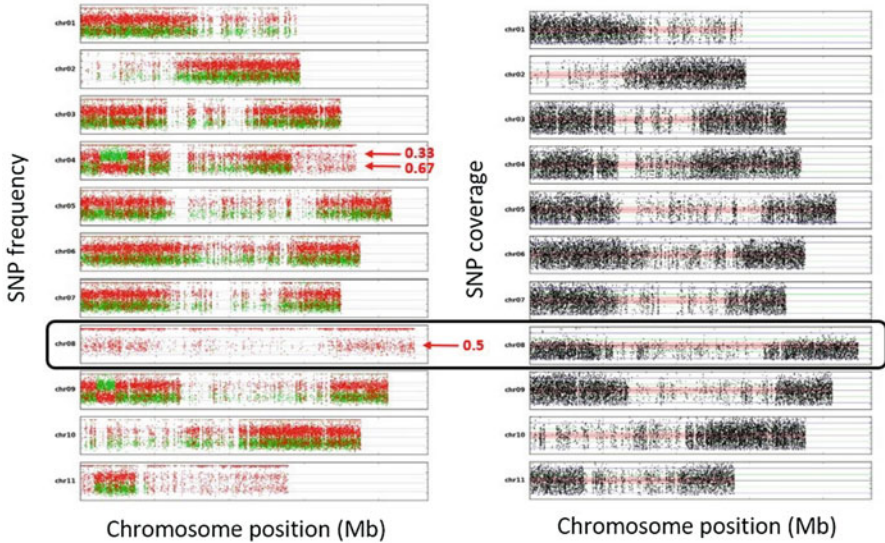 SNP frequency
chr01
chr02
chr03
chr04
0.33
0.67
chr05
chr06
chr07
chr08
0.5
chr09
chr10
chr11
Chromosome position (Mb)
SNP coverage
chr01
chr02
chr03
chr04
chr05
chr06
chr07
chr08
chr09
chr10
chr11
Chromosome position (Mb)